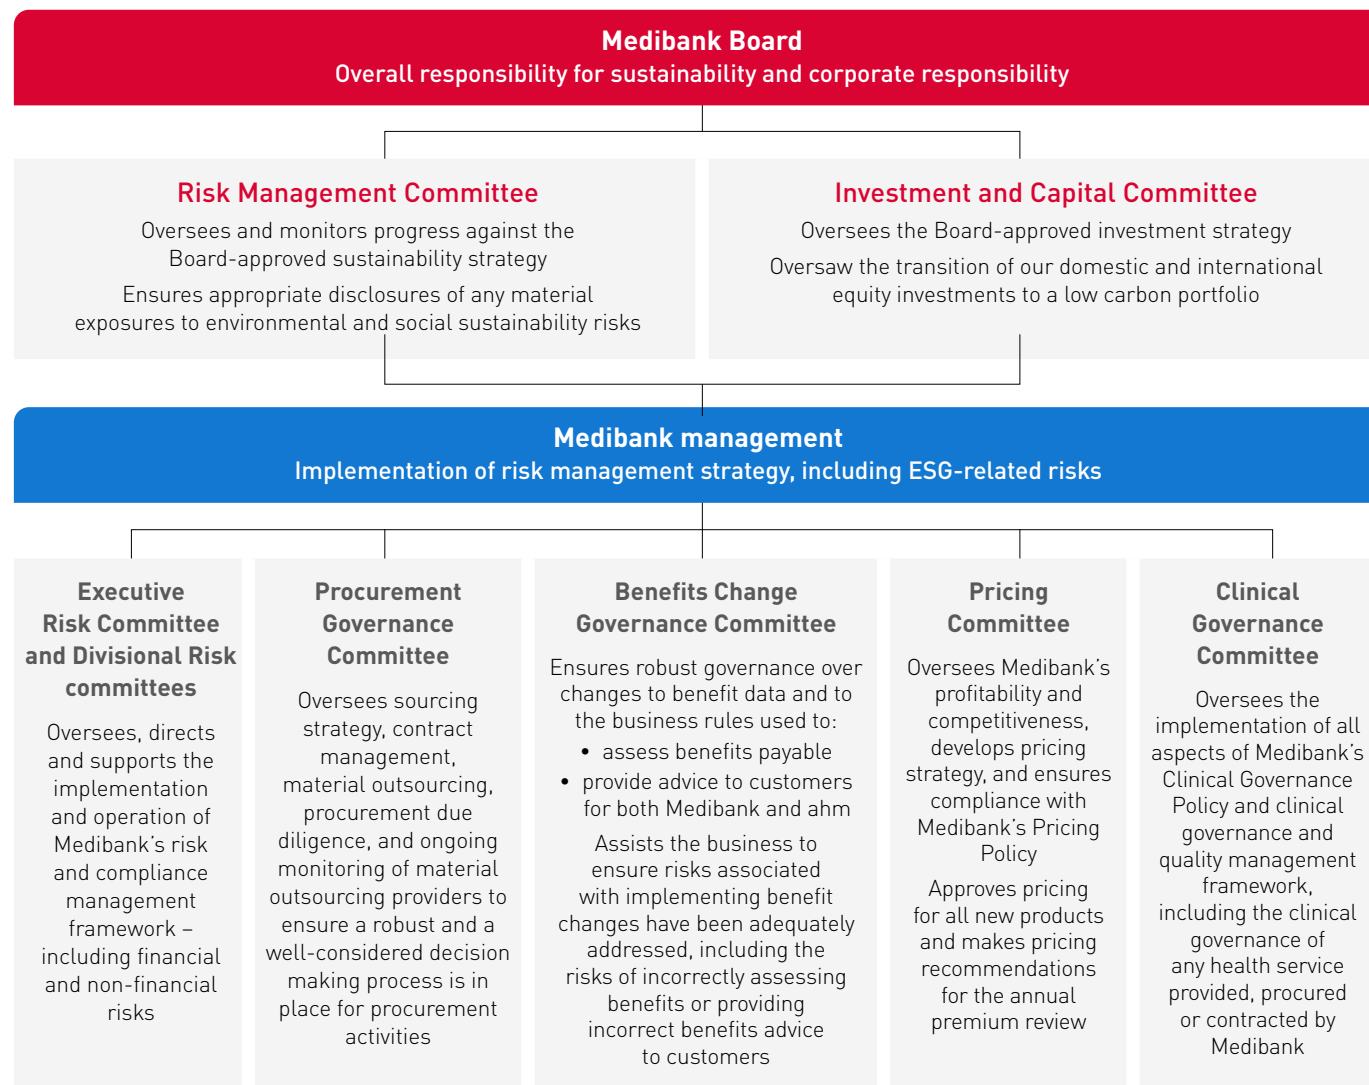 Medibank Board
Overall responsibility for sustainability and corporate responsibility
Risk Management Committee
Oversees and monitors progress against the
Board-approved sustainability strategy
Ensures appropriate disclosures of any material
exposures to environmental and social sustainability risks
Investment and Capital Committee
Oversees the Board-approved investment strategy
Oversaw the transition of our domestic and international
equity investments to a low carbon portfolio
Medibank management
Implementation of risk management strategy, including ESG-related risks
Executive
Risk Committee
and Divisional Risk
committees
Oversees, directs
and supports the
implementation
and operation of
Medibank’s risk
and compliance
management
framework –
including financial
and non-financial
risks
Procurement
Governance
Committee
Oversees sourcing
strategy, contract
management,
material outsourcing,
procurement due
diligence, and ongoing
monitoring of material
outsourcing providers to
ensure a robust and a
well-considered decision
making process is in
place for procurement
activities
Benefits Change
Governance Committee
Ensures robust governance over
changes to benefit data and to
the business rules used to:
• assess benefits payable
• provide advice to customers
for both Medibank and ahm
Assists the business to
ensure risks associated
with implementing benefit
changes have been adequately
addressed, including the
risks of incorrectly assessing
benefits or providing
incorrect benefits advice
to customers
Pricing
Committee
Oversees Medibank’s
profitability and
competitiveness,
develops pricing
strategy, and ensures
compliance with
Medibank’s Pricing
Policy
Approves pricing
for all new products
and makes pricing
recommendations
for the annual
premium review
Clinical
Governance
Committee
Oversees the
implementation of all
aspects of Medibank’s
Clinical Governance
Policy and clinical
governance and
quality management
framework,
including the clinical
governance of
any health service
provided, procured
or contracted by
Medibank